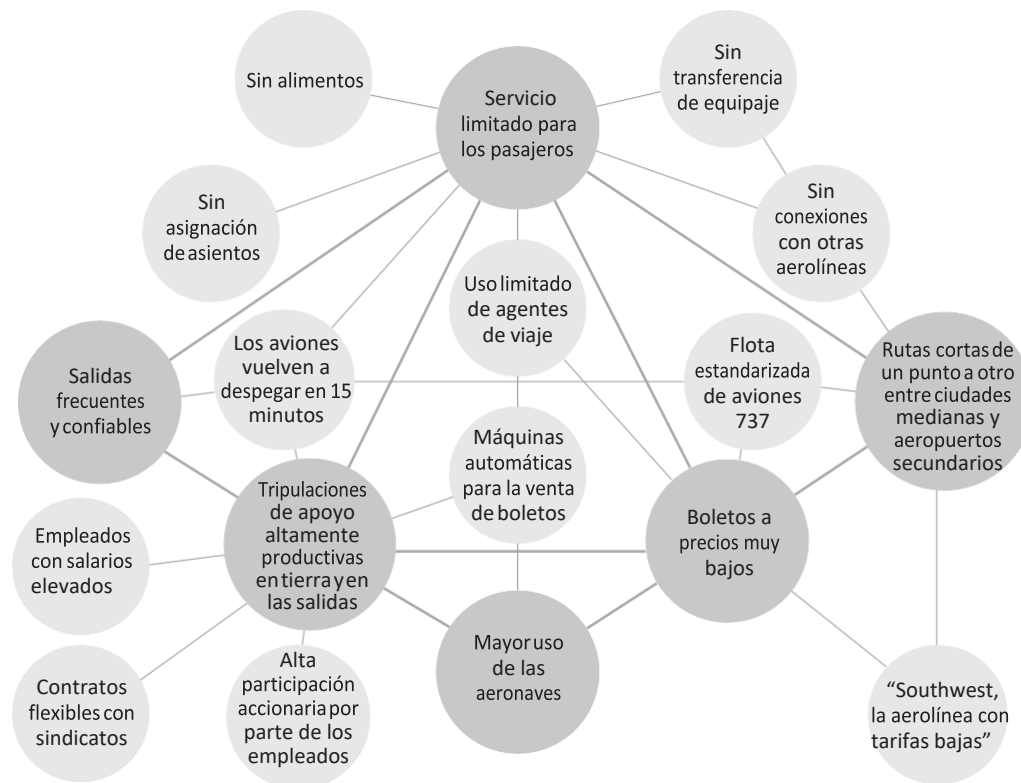 Sin alimentos
Servicio
limitado para
los pasajeros
Sin
transferencia
de equipaje
Sin
asignación
de asientos
Sin
conexiones
con otras
aerolíneas
Uso limitado
de agentes
de viaje
Salidas
frecuentes
y confiables
Los aviones
vuelven a
despegar en 15
minutos
Flota
estandarizada
de aviones
737
Rutas cortas de
un punto a otro
entre ciudades
medianas y
aeropuertos
secundarios
Máquinas
automáticas
para la venta
de boletos
Empleados
con salarios
elevados
Tripulaciones
de apoyo
altamente
productivas
en tierra y en
las salidas
Boletos a
precios muy
bajos
Contratos
flexibles con
sindicatos
Alta
participación
accionaria por
parte de los
empleados
Mayor uso
de las
aeronaves
“Southwest,
la aerolínea con
tarifas bajas”